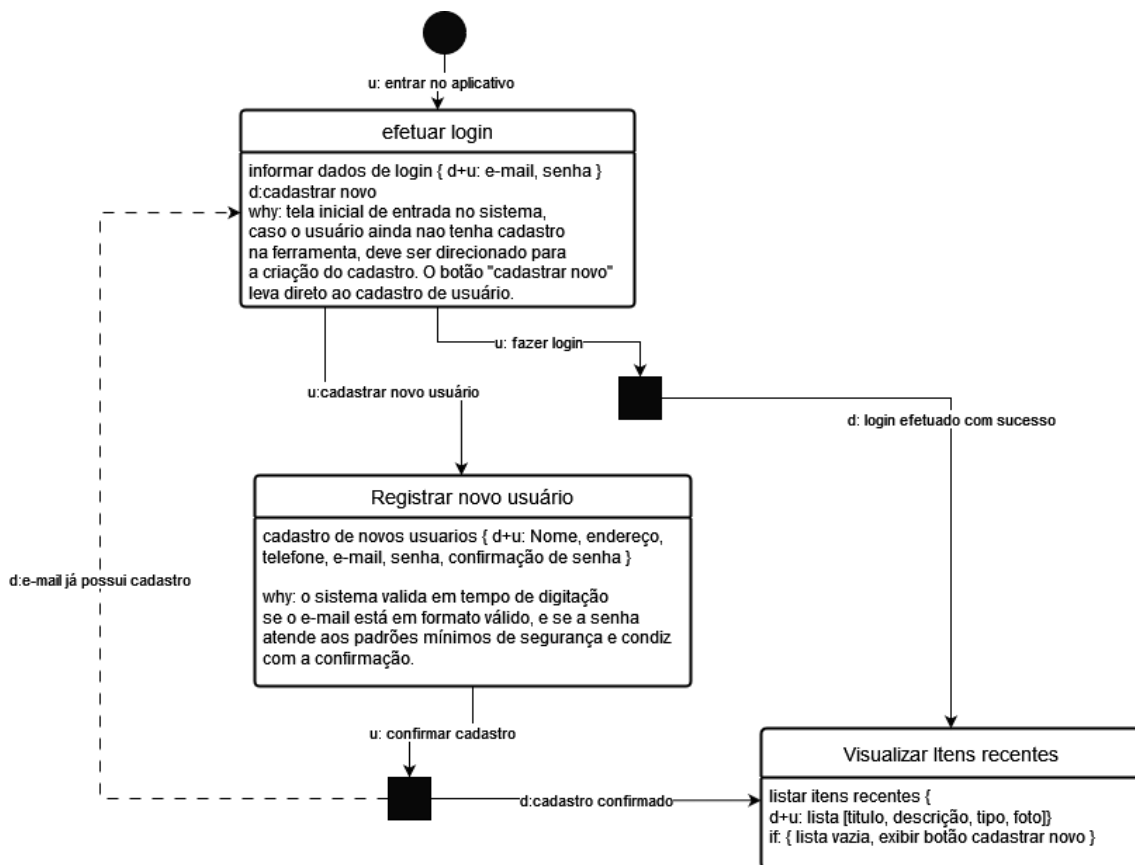 u: entrar no aplicativo
efetuar login
informar dados de login { d+u: e-mail, senha }
d:cadastrar novo
why: tela inicial de entrada no sistema,
caso o usuário ainda nao tenha cadastro
na ferramenta, deve ser direcionado para
a criação do cadastro. O botão "cadastrar novo"
leva direto ao cadastro de usuário.
u: fazer login
u:cadastrar novo usuário
d: login efetuado com sucesso
Registrar novo usuário
cadastro de novos usuarios { d+u: Nome, endereço,
telefone, e-mail, senha, confirmação de senha }
why: o sistema valida em tempo de digitação
se o e-mail está em formato válido, e se a senha
atende aos padrões mínimos de segurança e condiz
com a confirmação.
d:e-mail já possui cadastro
u: confirmar cadastro
d:cadastro confirmado
Visualizar Itens recentes
listar itens recentes {
d+u: lista [titulo, descrição, tipo, foto]}
if: { lista vazia, exibir botão cadastrar novo }